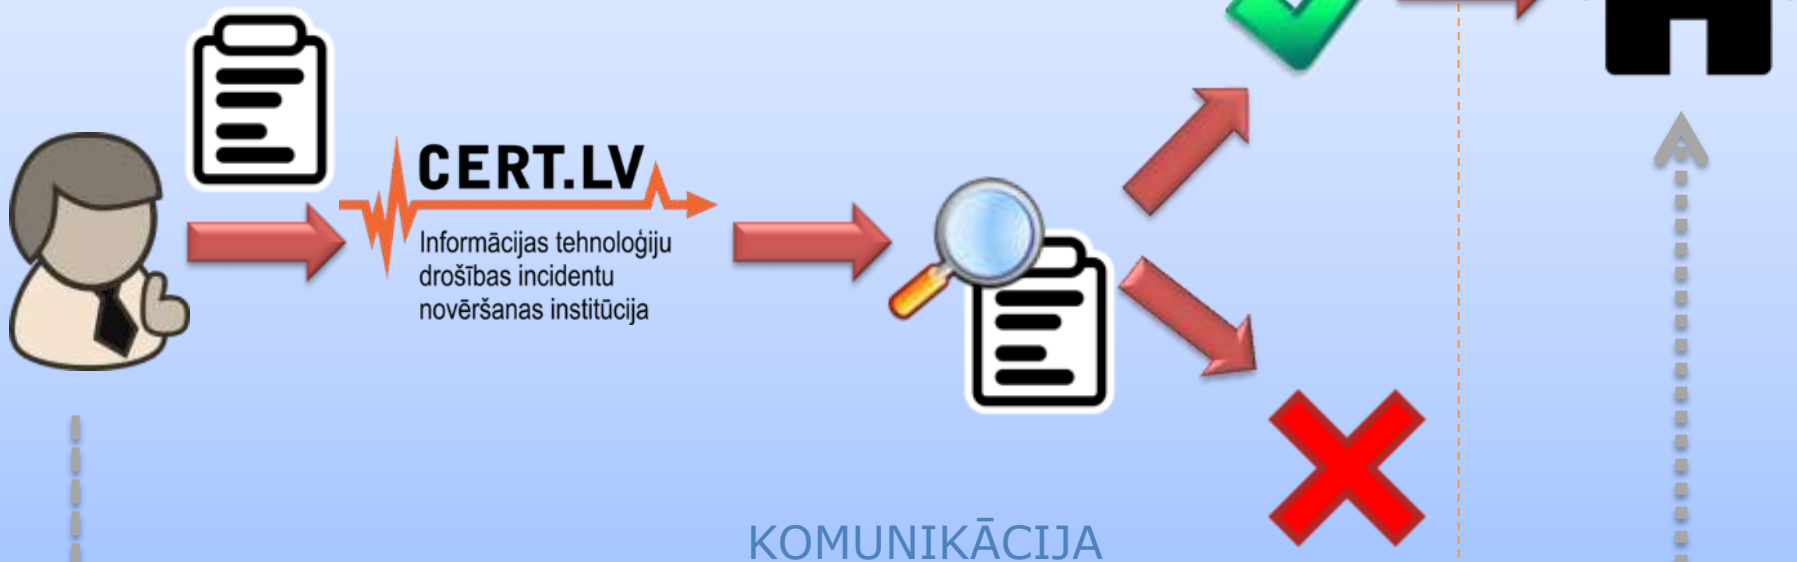 CERT.LV
Informācijas tehnoloģiju
drošības incidentu
novēršanas institūcija
KOMUNIKĀCIJA